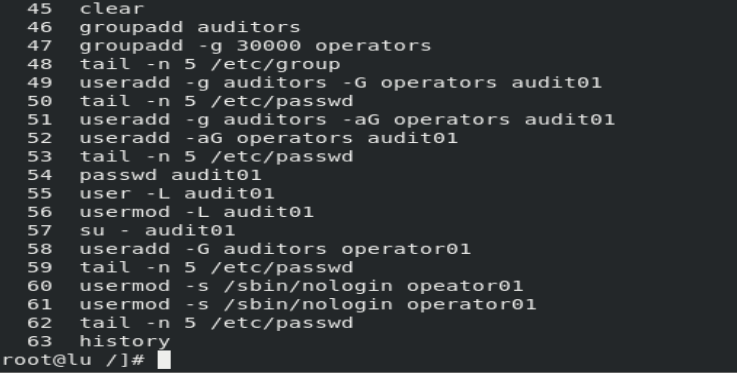 45 clear
46 groupadd auditors
47 groupadd -g 30000 operators
48 tail -n 5 /etc/group
49 useradd -g auditors -G operators audit01
50 tail -n 5 /etc/passwd
51 useradd -g auditors -aG operators audit01
52 useradd -aG operators audit01
53 tail -n 5 /etc/passwd
54 passwd audit01
55 user -L audit01
56 usermod -L audit01
57 su - audit01
58 useradd -G auditors operator01
59 tail -n 5 /etc/passwd
60 usermod -s /sbin/nologin opeator01
61 usermod -s /sbin/nologin operator01
62 tail -n 5 /etc/passwd
63 history
root@lu /]#